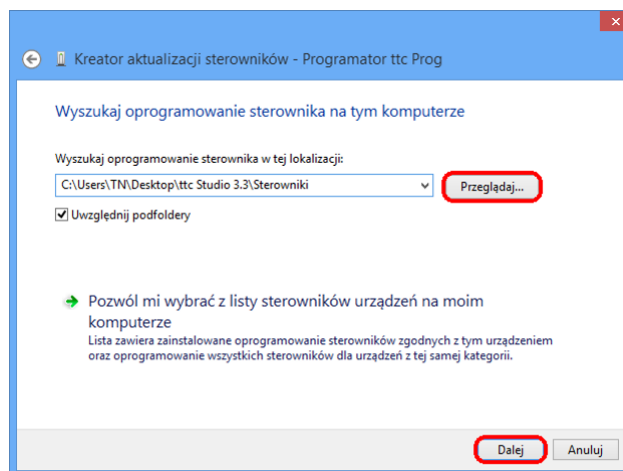 Kreator aktualizacji sterowników - Programator ttc Prog
Wyszukaj oprogramowanie sterownika na tym komputerze
Wyszukaj oprogramowanie sterownika w tej lokalizacji:
C:\Users\TN\Desktop\ttc Studio 3.3\Sterowniki
Przeglądaj...
Uwzględnij podfoldery
Pozwól mi wybrać z listy sterowników urządzeń na moim
komputerze
Lista zawiera zainstalowane oprogramowanie sterowników zgodnych z tym urządzeniem
oraz oprogramowanie wszystkich sterowników dla urządzeń z tej samej kategorii.
Dalej
Anuluj